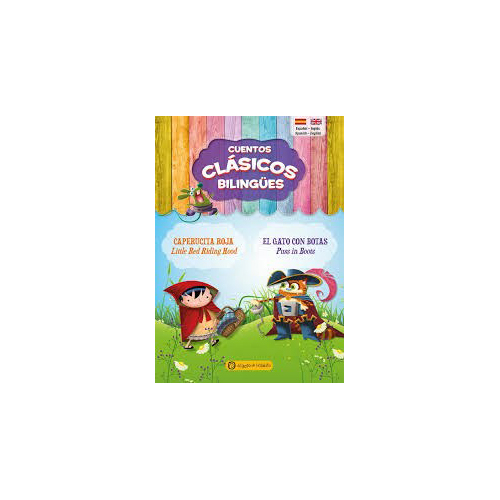 Español - Inglés
Spanish - English
CUENTOS
CLÁSICOS
BILINGÜES
CAPERUCITA ROJA
Little Red Riding Hood
EL GATO CON BOTAS
Puss in Boots